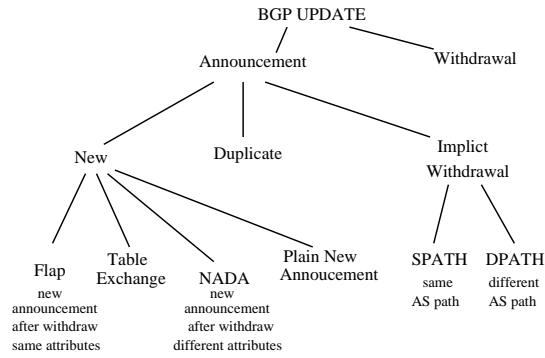 BGP UPDATE
Announcement
Withdrawal
New
Duplicate
Implict
Withdrawal
Flap
new
announcement
after withdraw
same attributes
Table
Exchange
NADA
new
announcement
after withdraw
different attributes
Plain New
Annoucement
SPATH
same
AS path
DPATH
different
AS path